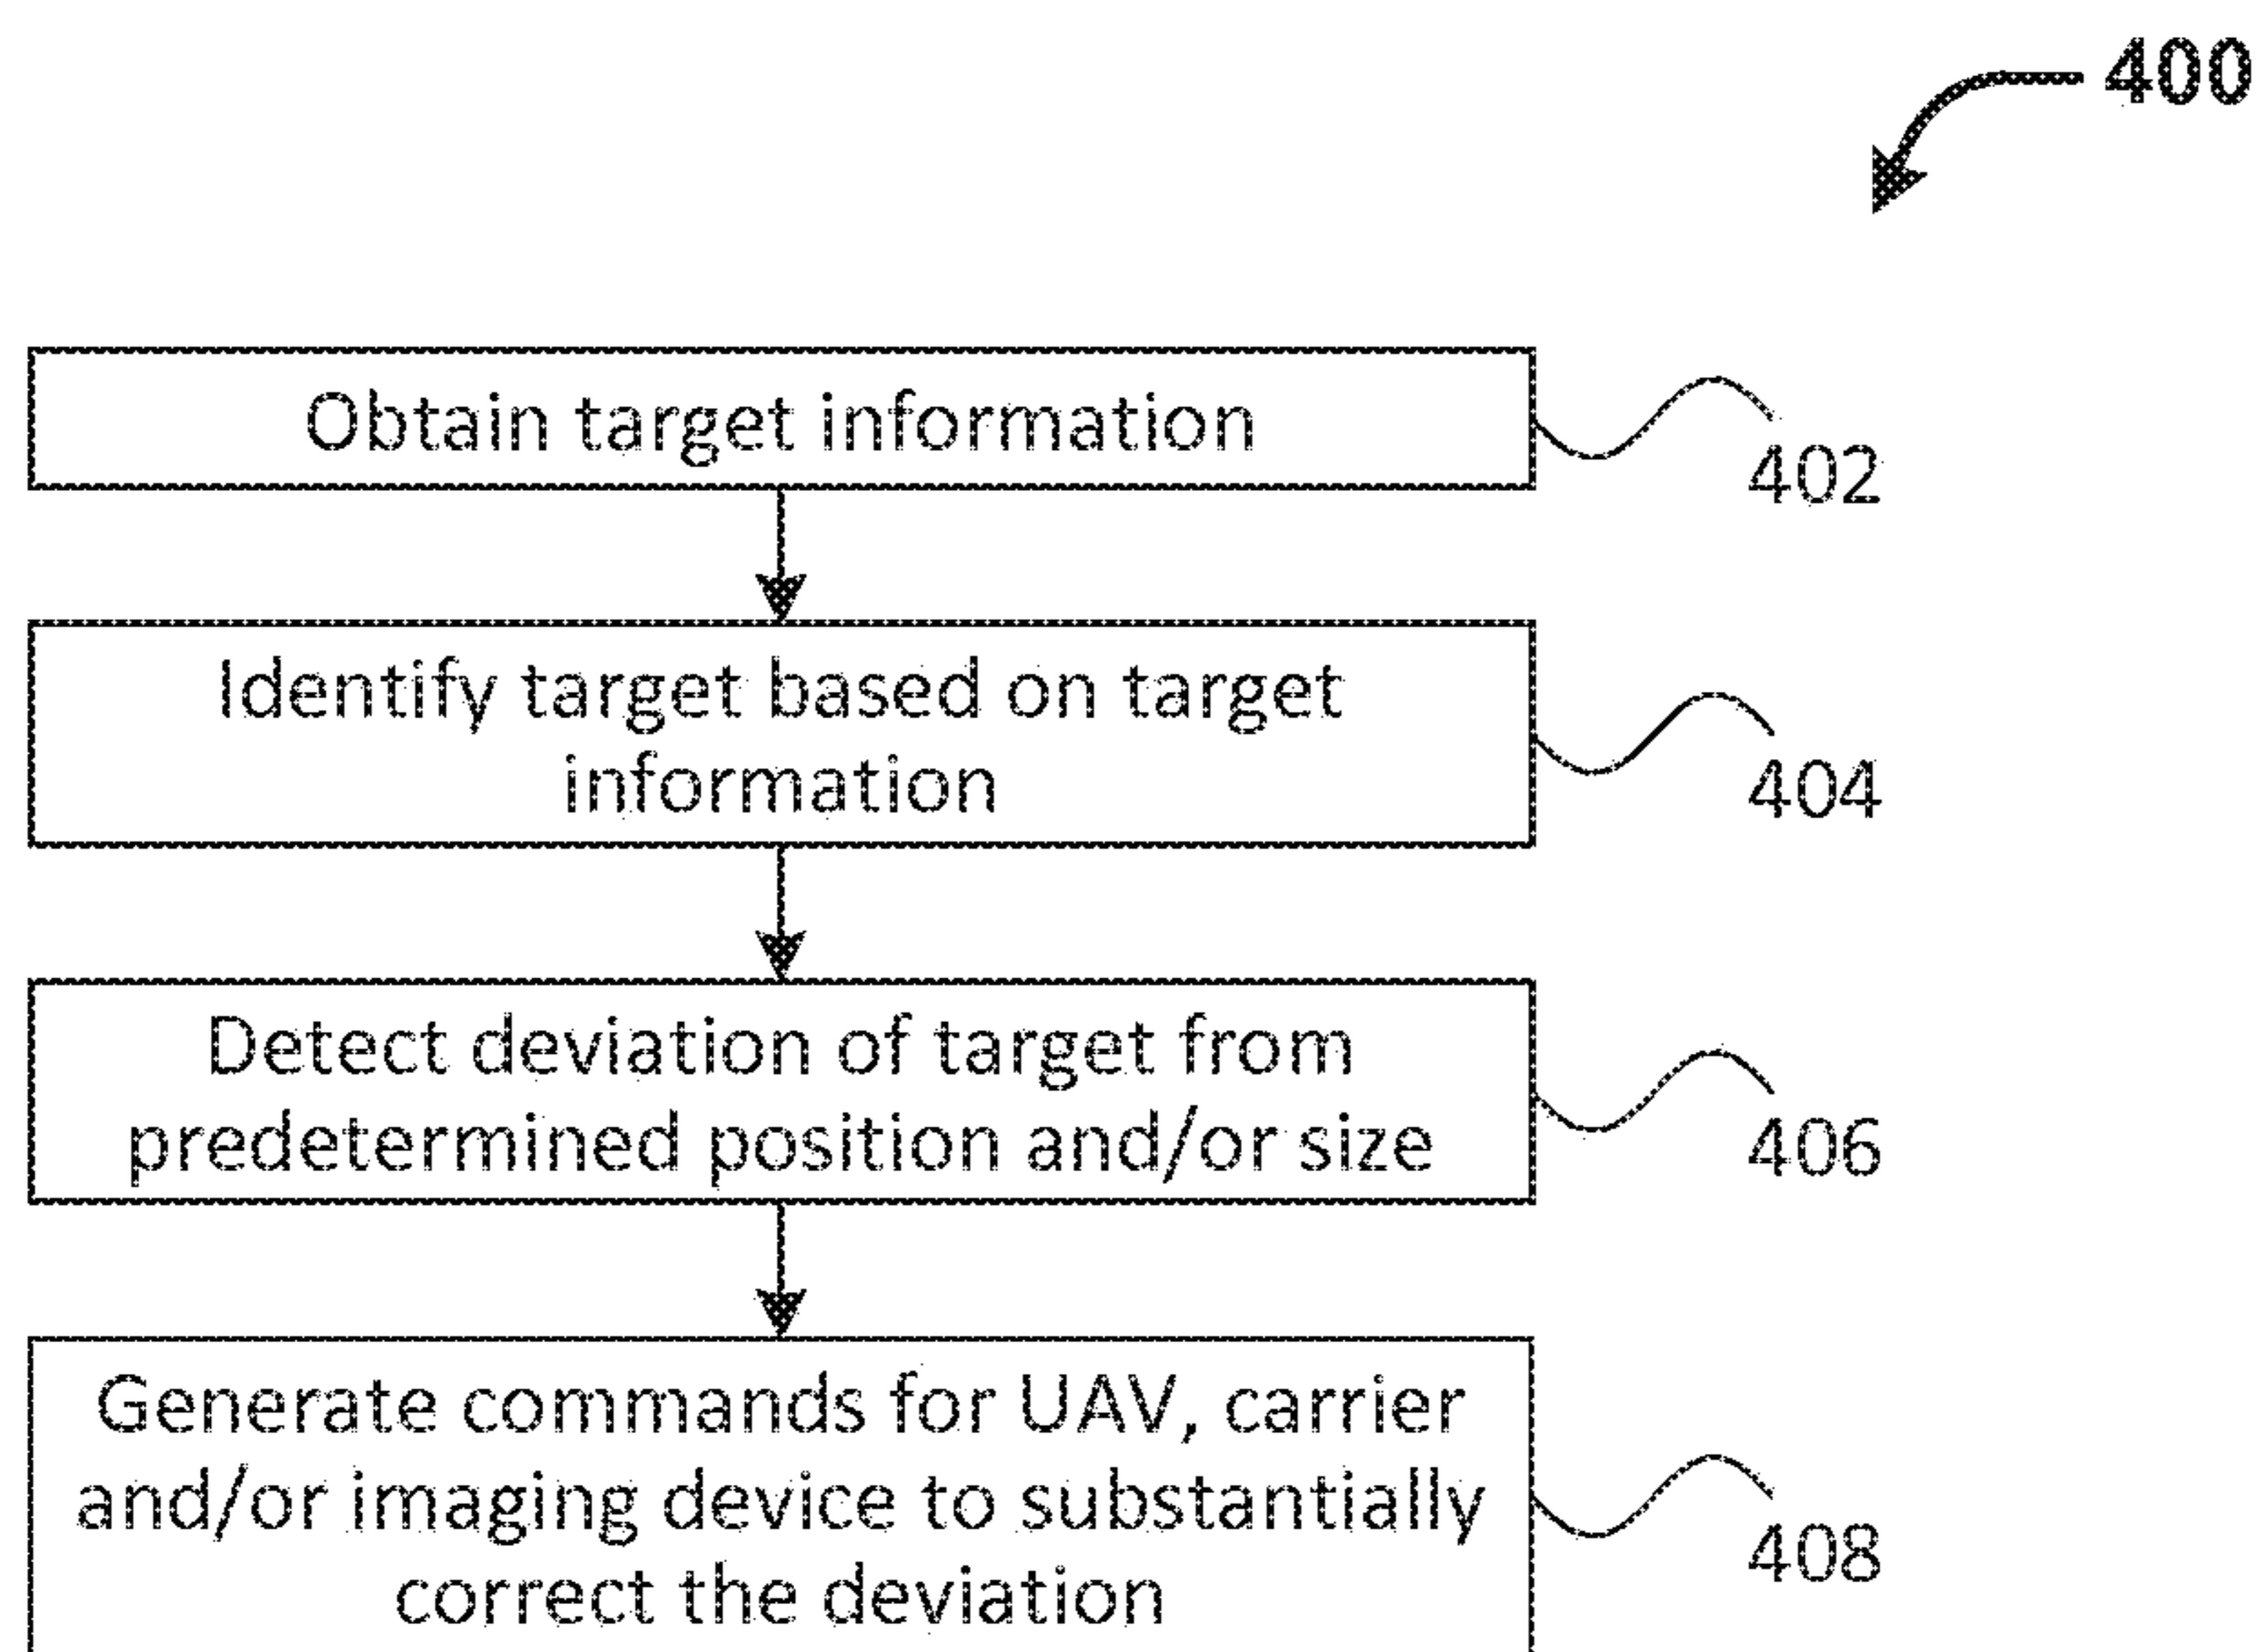 400
Obtain target information
402
Identify target based on target
information
404
Detect deviation of target from
predetermined position and/or size
406
Generate commands for UAV, carrier
and/or imaging device to substantially
correct the deviation
408